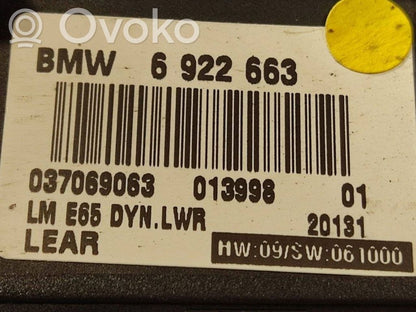 Ovoko
BMW 6 922 663
037069063 013998 01
LM E65 DYN.LWR 20131
LEAR HW:09/SW:061000